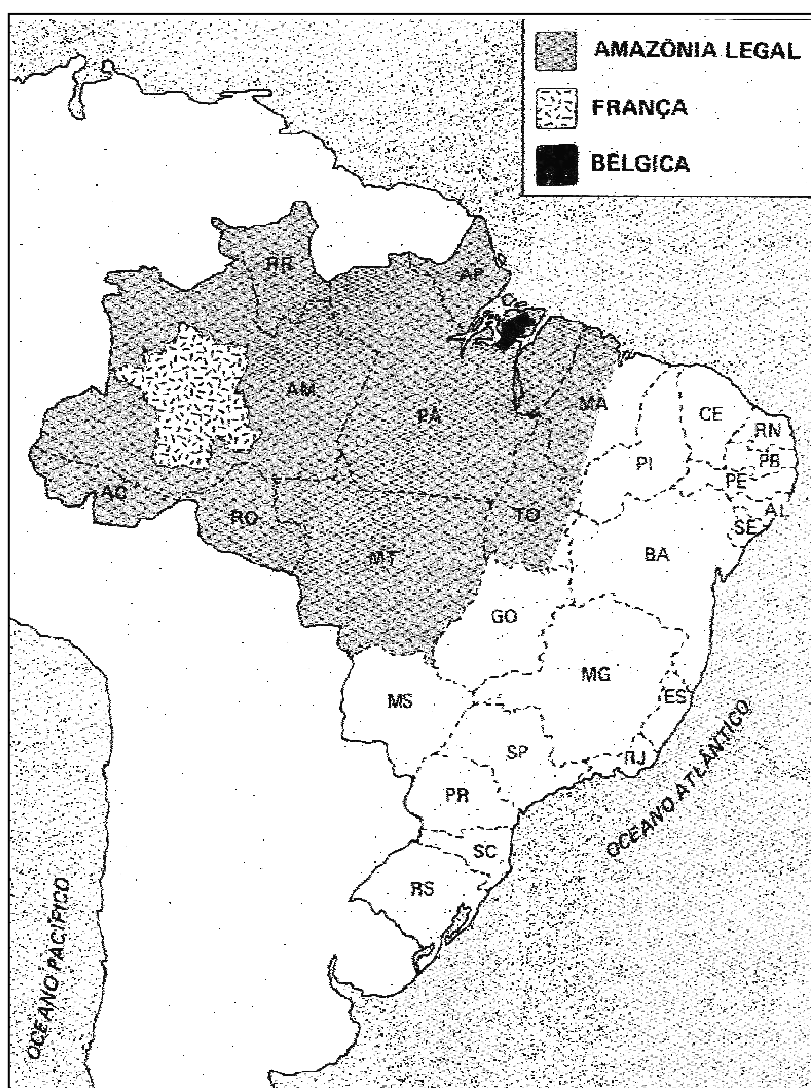 AMAZÔNIA LEGAL
FRANÇA
BÉLGICA
RR
AP
AM
PA
MA
CE
RN
PB
PI
PE
AC
AL
RO
TO
SE
MT
BA
GO
MG
MS
ES
SP
RJ
PR
SC
RS
OCEANO ATLÂNTICO
OCEANO PACÍFICO